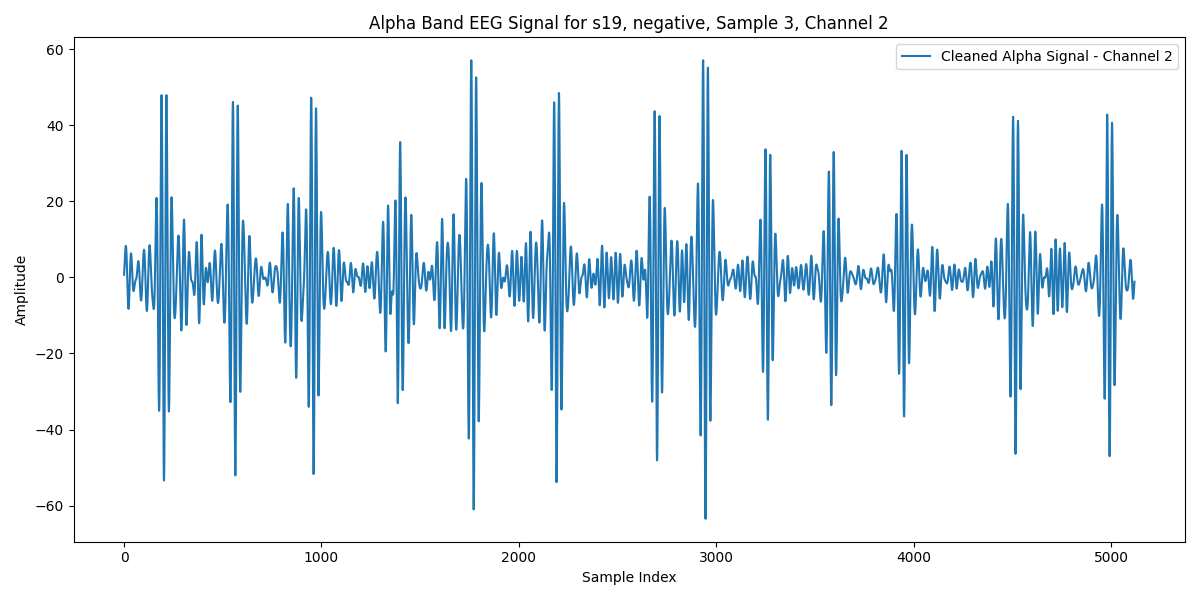 Alpha Band EEG Signal for s19, negative, Sample 3, Channel 2
Cleaned Alpha Signal - Channel 2
Amplitude
60
40
20
0
−20
−40
−60
0 1000 2000 3000 4000 5000
Sample Index